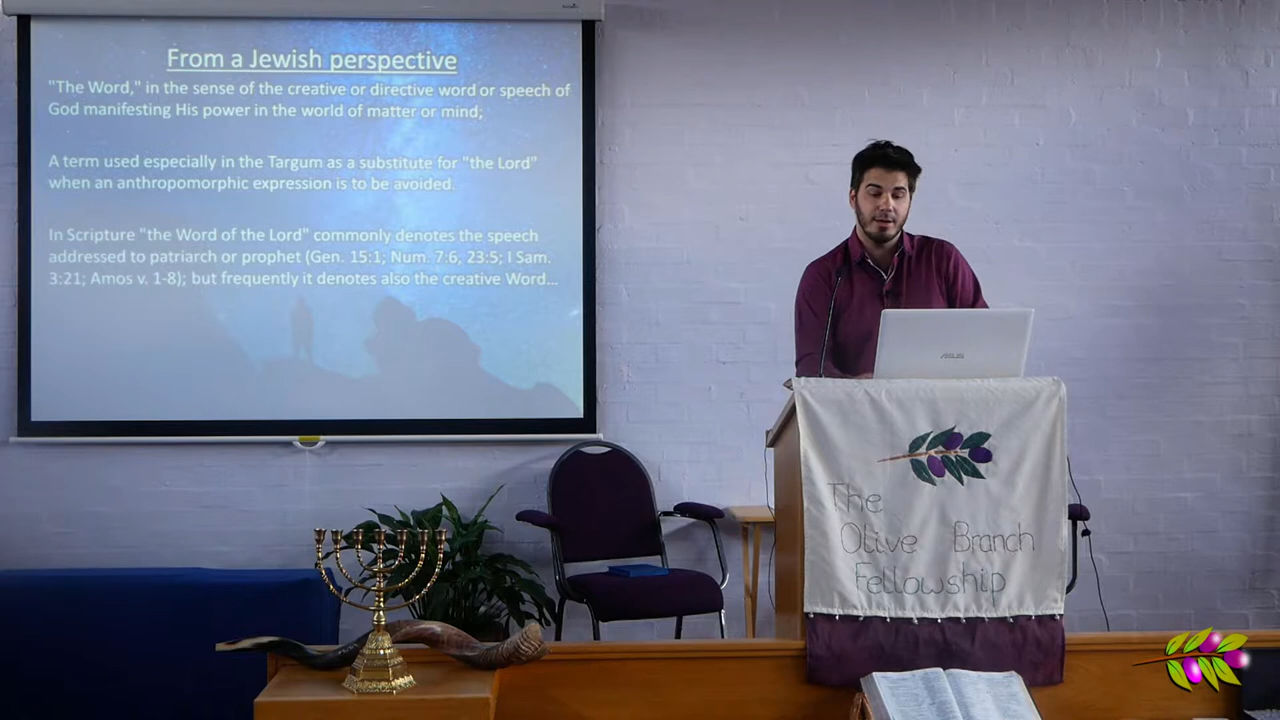 From a Jewish perspective
"The Word," in the sense of the creative or directive word or speech of
God manifesting His power in the world of matter or mind;
A term used especially in the Targum as a substitute for "the Lord"
when an anthropomorphic expression is to be avoided.
In Scripture "the Word of the Lord" commonly denotes the speech
addressed to patriarch or prophet (Gen. 15:1; Num. 7:6, 23:5; I Sam.
3:21; Amos v. 1-8); but frequently it denotes also the creative Word...
ASUS
The
Olive Branch
Fellowship